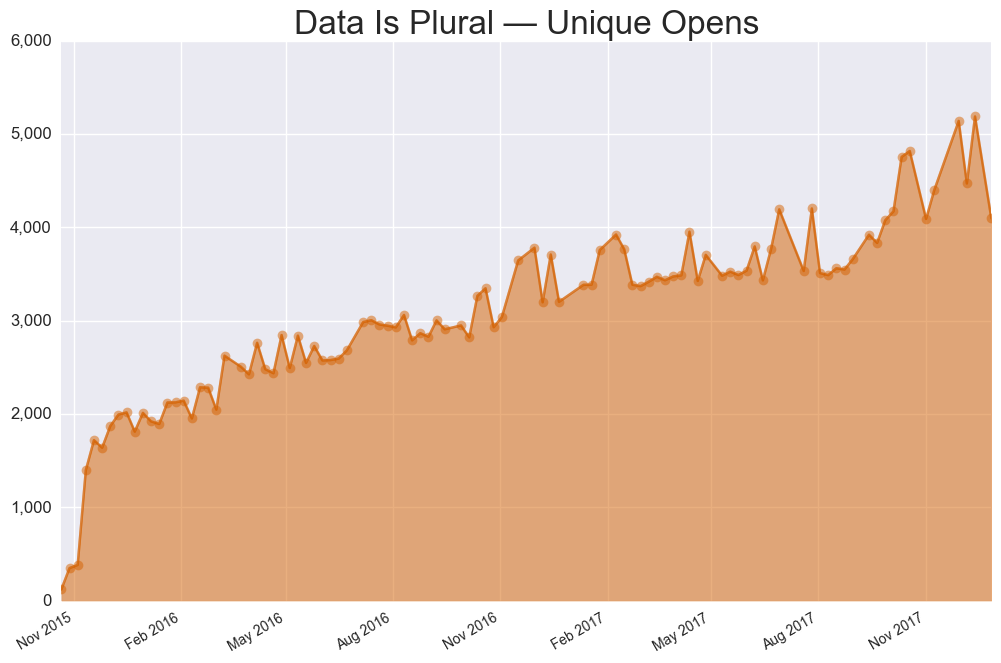 Data Is Plural — Unique Opens
6,000
5,000
4,000
3,000
2,000
1,000
0
Nov 2015
Feb 2016
May 2016
Aug 2016
Nov 2016
Feb 2017
May 2017
Aug 2017
Nov 2017